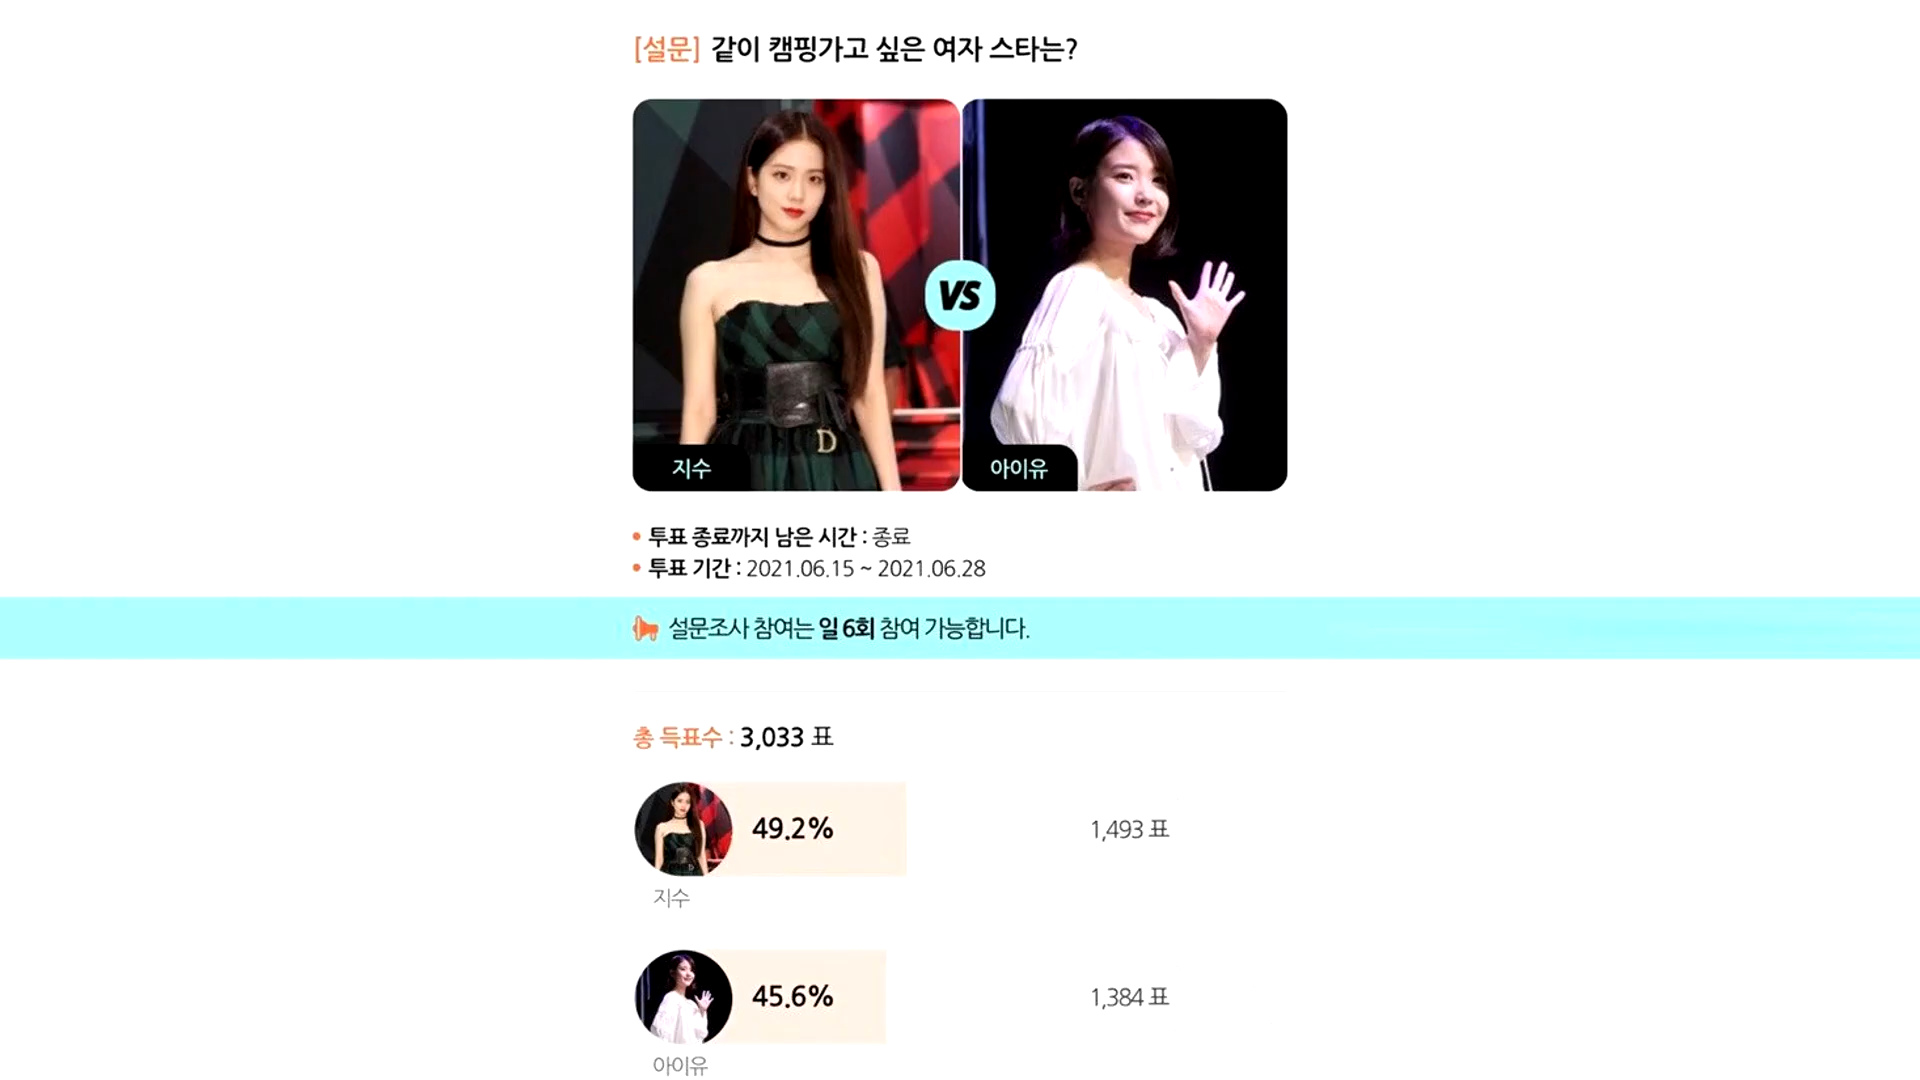 [설문] 같이 캠핑가고 싶은 여자 스타는?
VS
D
지수
아이유
• 투표 종료까지 남은 시간 : 종료
• 투표 기간 : 2021.06.15 ~ 2021.06.28
설문조사 참여는 일 6회 참여 가능합니다.
총 득표수 : 3,033 표
49.2%
1,493 표
지수
45.6%
1,384 표
아이유